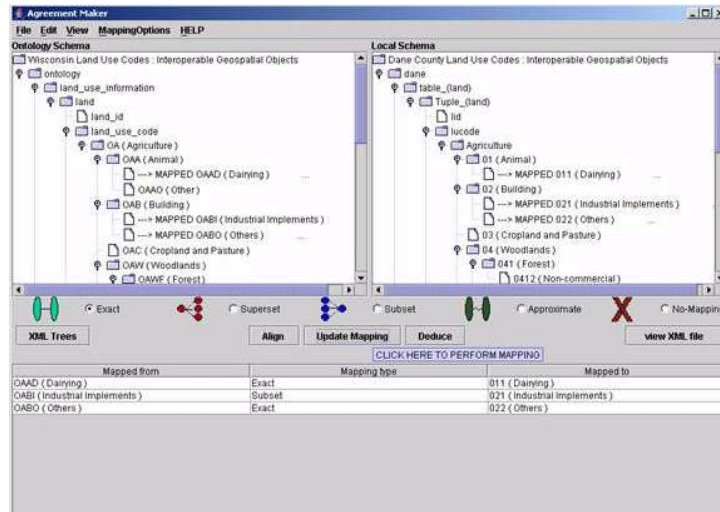 Agreement Maker
File Edit View MappingOptions HELP
Ontology Schema
Wisconsin Land Use Codes : Interoperable Geospatial Objects
ontology
land_use_information
land
land_id
land_use_code
OA (Agriculture )
OAA (Animal )
---> MAPPED OAAD ( Dairying ) ...
OAAO (Other )
OAB ( Building )
---> MAPPED OABI ( Industrial Implements )
---> MAPPED OABO ( Others ) ...
OAC ( Cropland and Pasture )
OAW ( Woodlands )
OAWF ( Forest )
Local Schema
Dane County Land Use Codes : Interoperable Geospatial Objects
dane
table_(land)
Tuple_(land)
lid
lucode
Agriculture
01 ( Animal )
---> MAPPED 011 ( Dairying ) ...
02 ( Building )
---> MAPPED 021 ( Industrial Implements )
---> MAPPED 022 ( Others ) ...
03 ( Cropland and Pasture )
04 ( Woodlands )
041 ( Forest )
0412 ( Non-commercial )
Exact Superset Subset Approximate No-Mapping
XML Trees Align Update Mapping Deduce view XML file
CLICK HERE TO PERFORM MAPPING
Mapped from Mapping type Mapped to
OAAD ( Dairying ) Exact 011 ( Dairying )
OABI ( Industrial Implements ) Subset 021 ( Industrial Implements )
OABO ( Others ) Exact 022 ( Others )